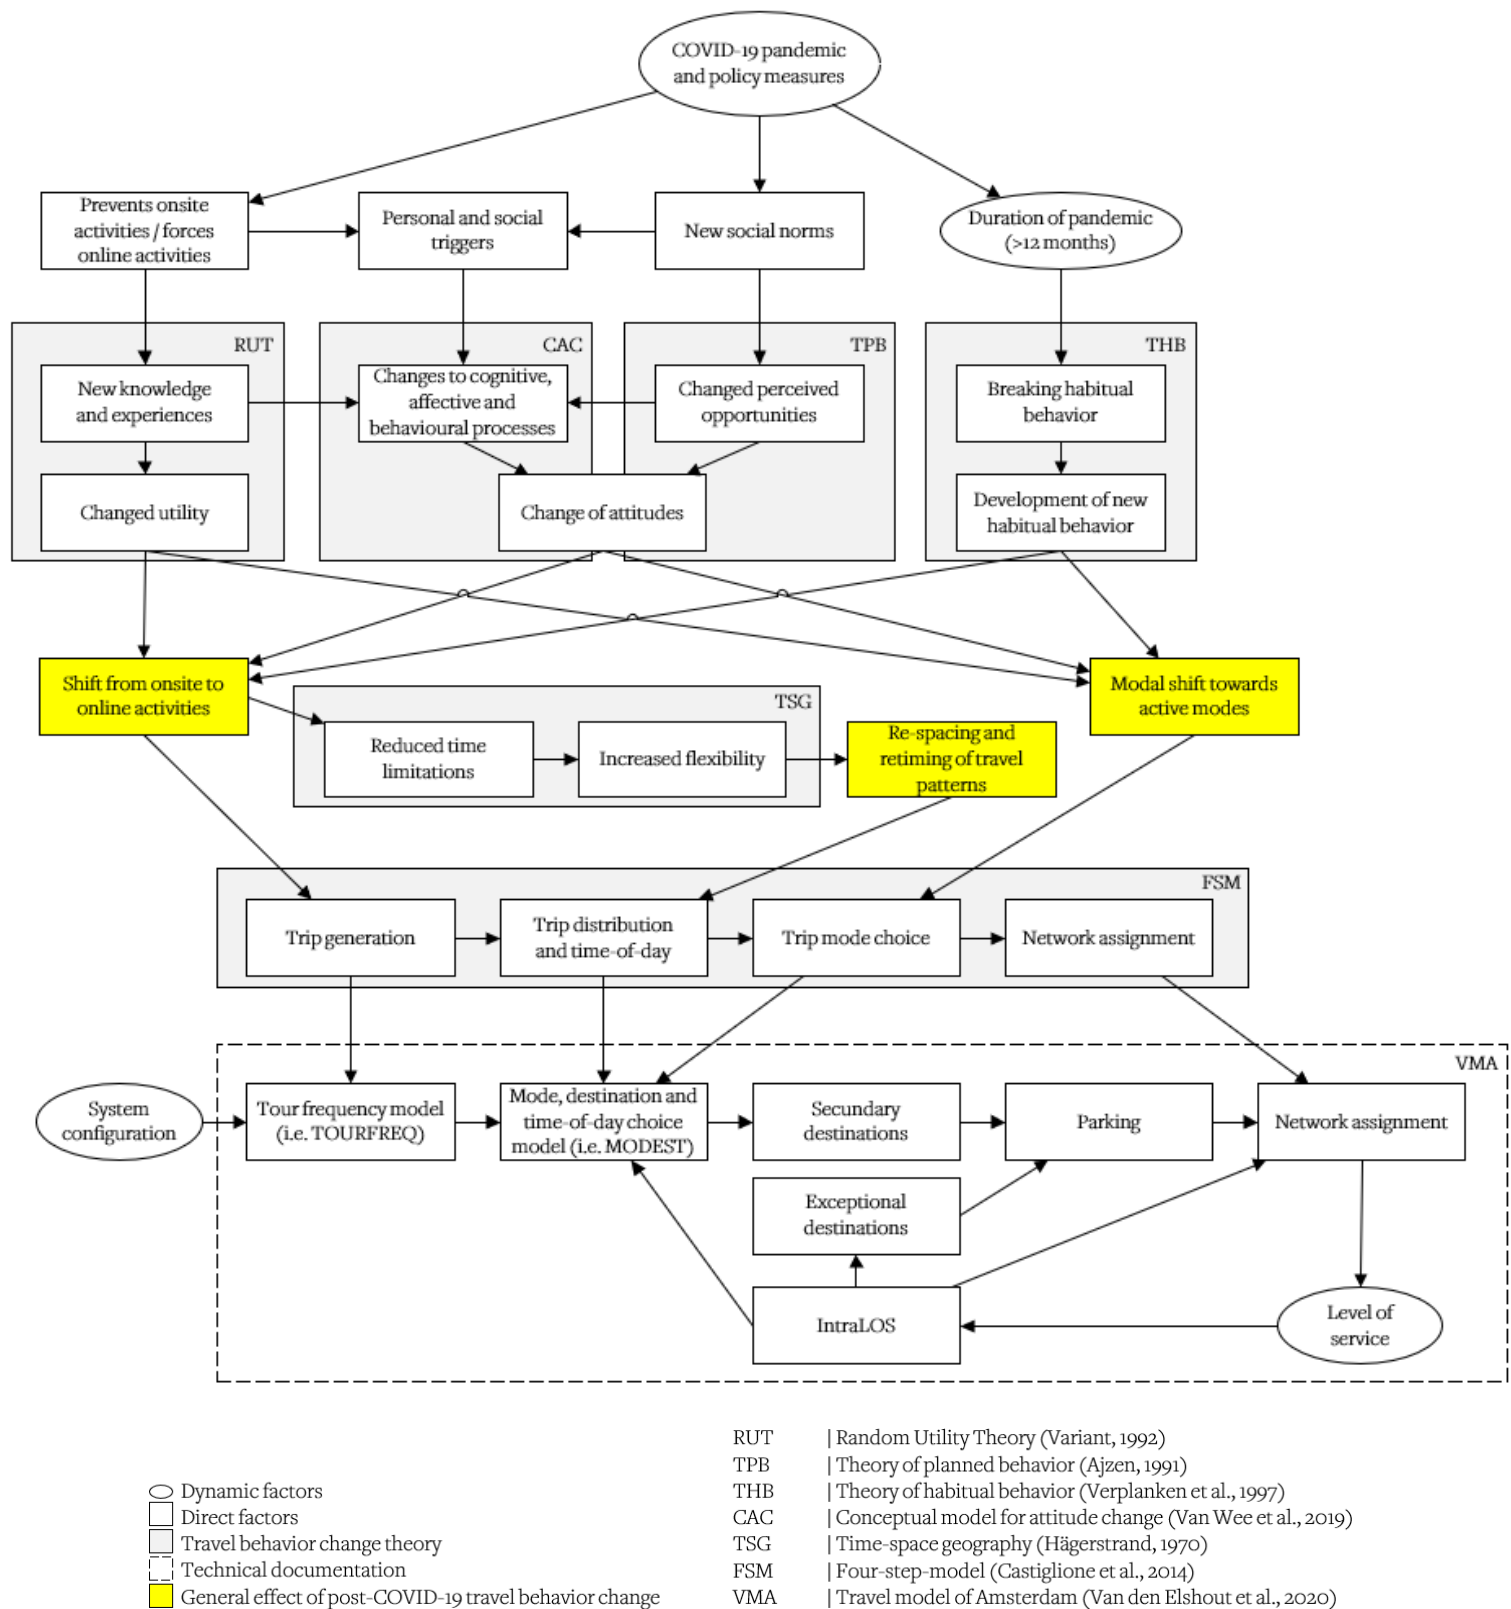 COVID-19 pandemic
and policy measures
Prevents onsite
activities / forces
online activities
Personal and social
triggers
New social norms
Duration of pandemic
(>12 months)
RUT
CAC
TPB
THB
New knowledge
and experiences
Changes to cognitive,
affective and
behavioural processes
Changed perceived
opportunities
Breaking habitual
behavior
Changed utility
Change of attitudes
Development of new
habitual behavior
Shift from onsite to
online activities
Modal shift towards
active modes
TSG
Reduced time
limitations
Increased flexibility
Re-spacing and
retiming of travel
patterns
FSM
Trip generation
Trip distribution
and time-of-day
Trip mode choice
Network assignment
VMA
System
configuration
Tour frequency model
(i.e. TOURFREQ)
Mode, destination and
time-of-day choice
model (i.e. MODEST)
Secundary
destinations
Parking
Network assignment
Exceptional
destinations
IntraLOS
Level of
service
Dynamic factors
Direct factors
Travel behavior change theory
Technical documentation
General effect of post-COVID-19 travel behavior change
RUT | Random Utility Theory (Variant, 1992)
TPB | Theory of planned behavior (Ajzen, 1991)
THB | Theory of habitual behavior (Verplanken et al., 1997)
CAC | Conceptual model for attitude change (Van Wee et al., 2019)
TSG | Time-space geography (Hägerstrand, 1970)
FSM | Four-step-model (Castiglione et al., 2014)
VMA | Travel model of Amsterdam (Van den Elshout et al., 2020)